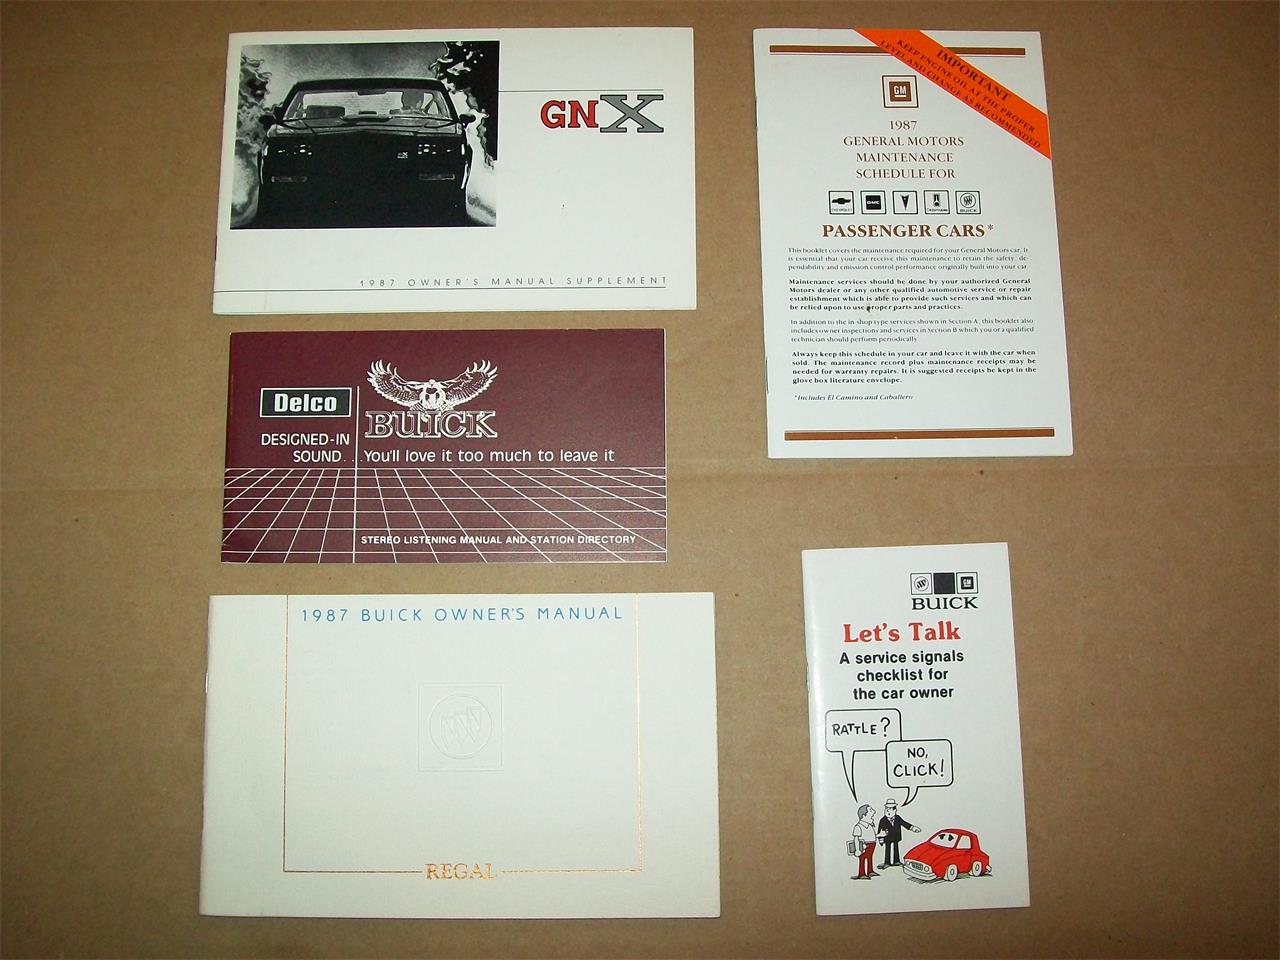 GNX
1987 OWNER'S MANUAL SUPPLEMENT
Delco
BUICK
DESIGNED-IN
SOUND. . .You'll love it too much to leave it
STEREO LISTENING MANUAL AND STATION DIRECTORY
1987 BUICK OWNER'S MANUAL
REGAL
IMPORTANT
KEEP ENGINE OIL AT THE PROPER
LEVEL AND CHANGE AS RECOMMENDED
GM
1987
GENERAL MOTORS
MAINTENANCE
SCHEDULE FOR
CHEVROLET GMC BUICK
PASSENGER CARS*
This booklet covers the maintenance required for your General Motors car. It
is essential that your car receive this maintenance to retain the safety, de-
pendability and emission control performance originally built into your car
Maintenance services should be done by your authorized General
Motors dealer or any other qualified automotive service or repair
establishment which is able to provide such services and which can
be relied upon to use proper parts and practices.
In addition to the in-shop type services shown in Section A, this booklet also
includes owner inspections and services in Section B which you or a qualified
technician should perform periodically
Always keep this schedule in your car and leave it with the car when
sold. The maintenance record plus maintenance receipts may be
needed for warranty repairs. It is suggested receipts be kept in the
glove box literature envelope.
*Includes El Camino and Caballero
GM
BUICK
Let's Talk
A service signals
checklist for
the car owner
RATTLE?
NO,
CLICK!